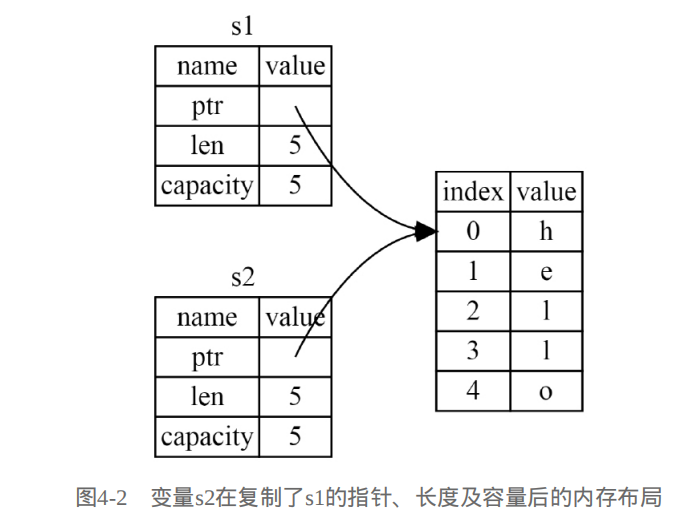 s1
name value
ptr
len 5
capacity 5
s2
name value
ptr
len 5
capacity 5
index value
0 h
1 e
2 l
3 l
4 o
图4-2 变量s2在复制了s1的指针、长度及容量后的内存布局